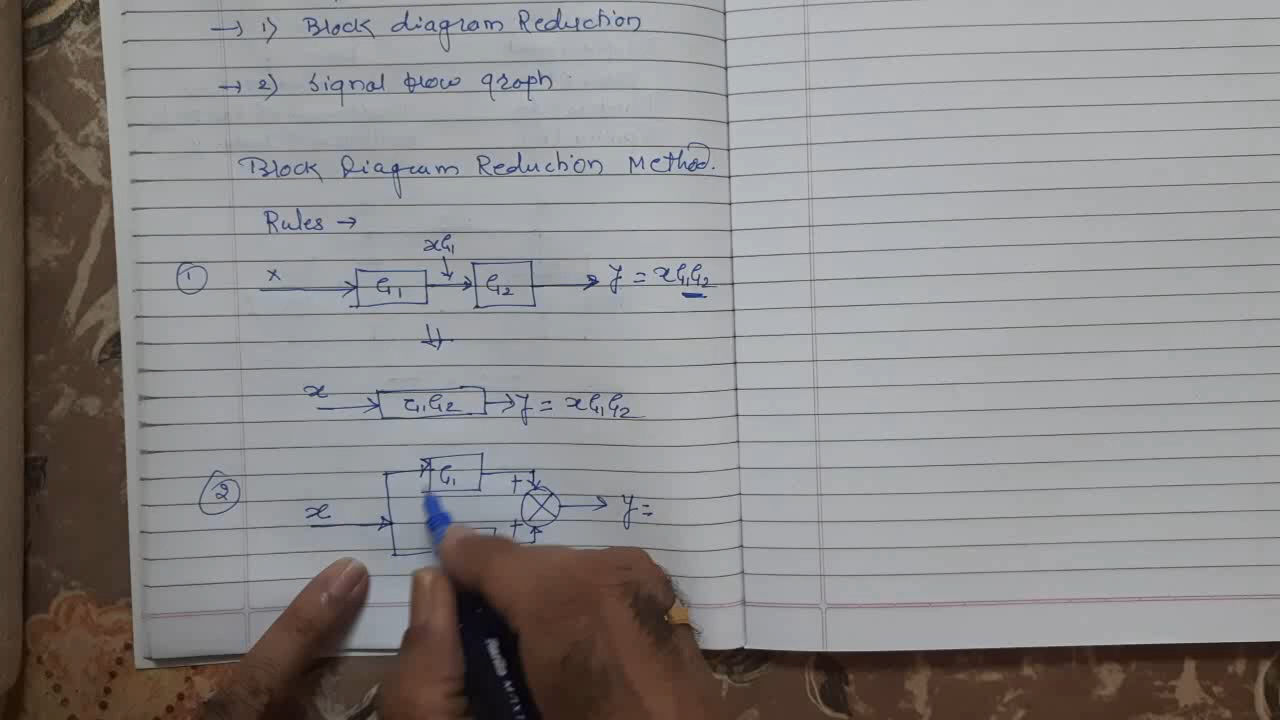 → 1) Block diagram Reduction
→ 2) Signal flow graph
Block Diagram Reduction Method.
Rules →
xG₁
① x G₁ G₂ y = xG₁G₂
x G₁G₂ y = xG₁G₂
② x G₁ + + y =